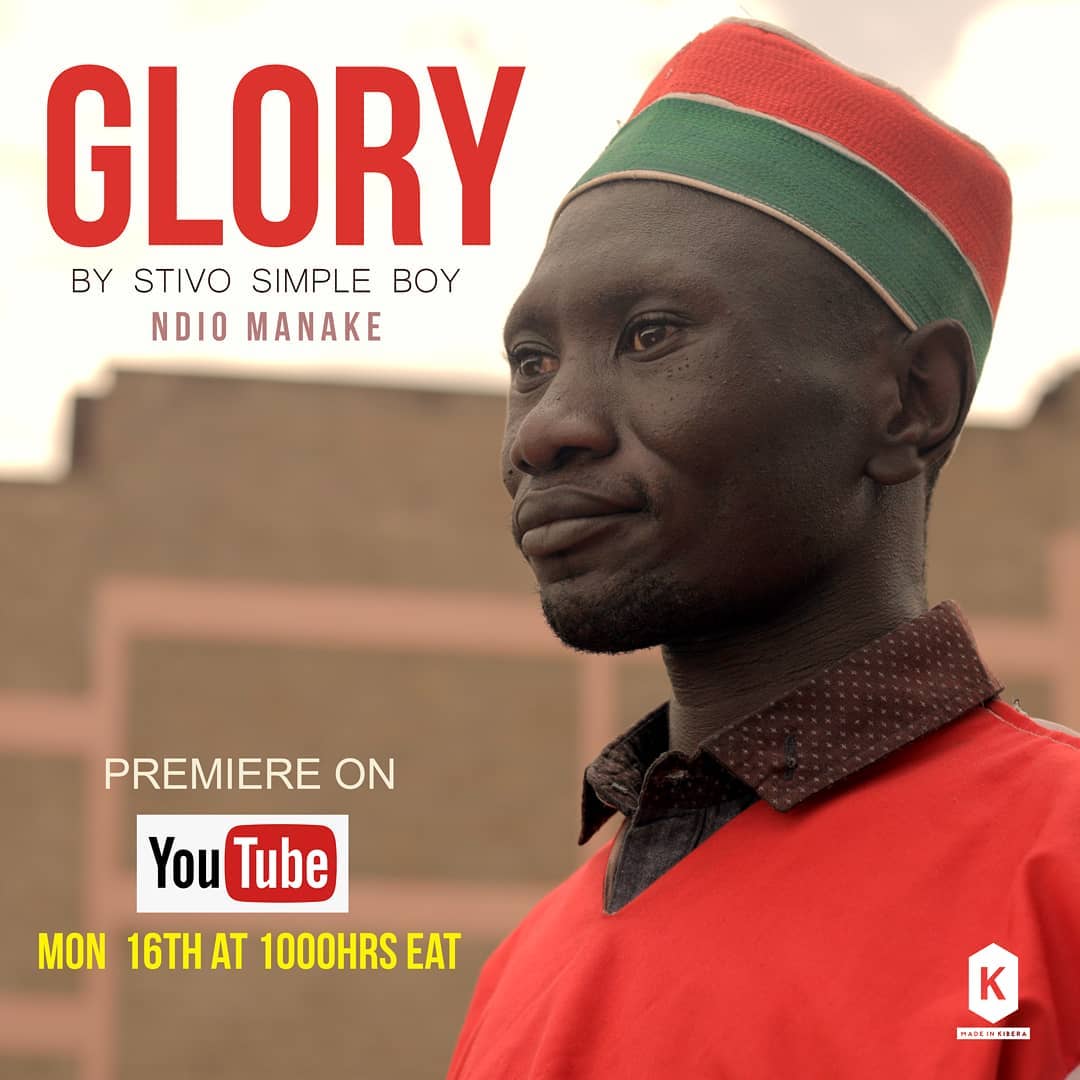 GLORY
BY STIVO SIMPLE BOY
NDIO MANAKE
PREMIERE ON
YouTube
MON 16TH AT 1000HRS EAT
K
MADE IN KIBERA